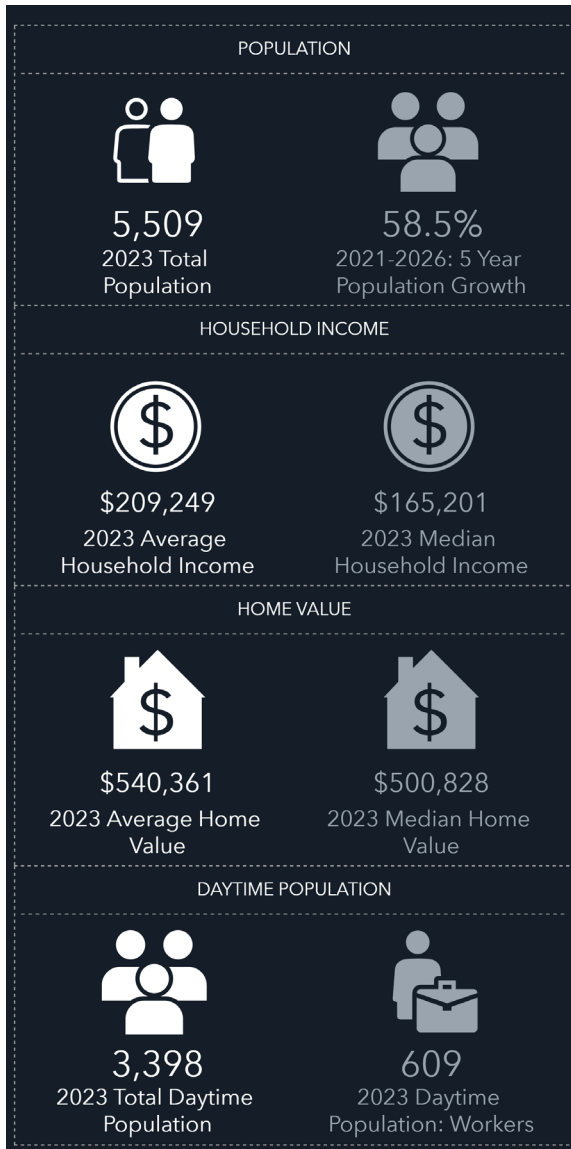 POPULATION
5,509
2023 Total
Population
58.5%
2021-2026: 5 Year
Population Growth
HOUSEHOLD INCOME
$
$209,249
2023 Average
Household Income
$
$165,201
2023 Median
Household Income
HOME VALUE
$
$540,361
2023 Average Home
Value
$
$500,828
2023 Median Home
Value
DAYTIME POPULATION
3,398
2023 Total Daytime
Population
609
2023 Daytime
Population: Workers